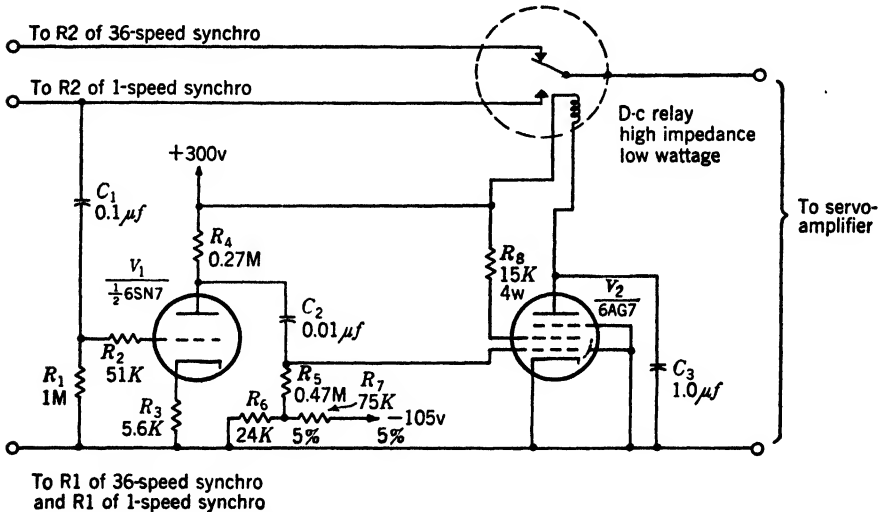 To R2 of 36-speed synchro
To R2 of 1-speed synchro
D-c relay
high impedance
low wattage
+300v
C1
0.1μf
R4
0.27M
To servo-
amplifier
V1
½6SN7
R8
15K
4w
V2
6AG7
C2
0.01μf
R2
51K
R1
1M
R3
5.6K
R5
0.47M
R7
75K
R6
24K
5%
−105v
5%
C3
1.0μf
To R1 of 36-speed synchro
and R1 of 1-speed synchro